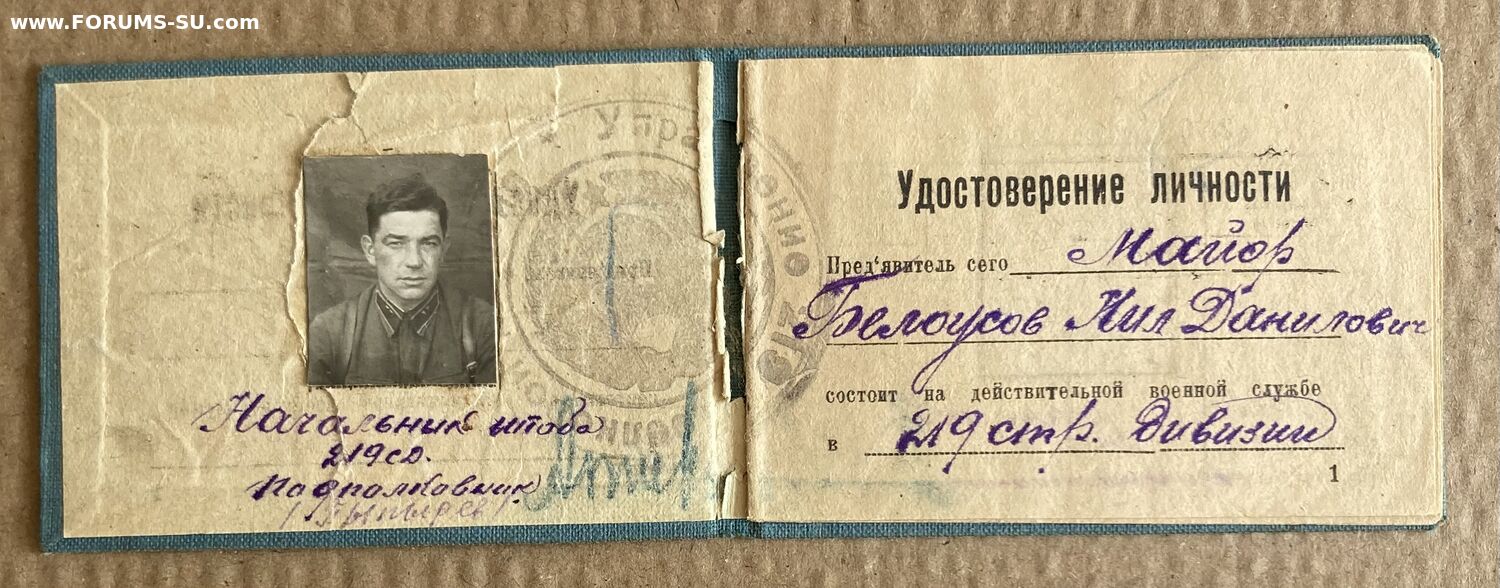 www.FORUMS-SU.com
Начальник штаба
219 сд.
Подполковник
Удостоверение личности
Пред‘явитель сего Майор
Белоусов Нил Данилович
состоит на действительной военной службе
в 219 стр. дивизии
1